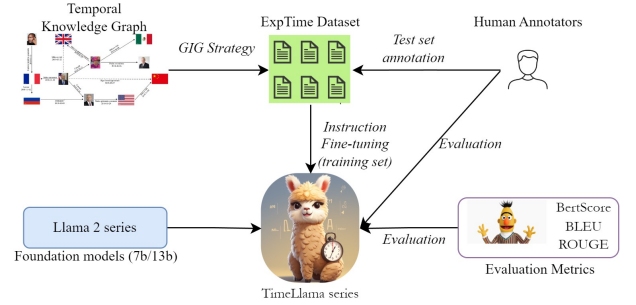 Temporal
Knowledge Graph
ExpTime Dataset
Human Annotators
GIG Strategy
Test set
annotation
Instruction
Fine-tuning
(training set)
Evaluation
Llama 2 series
Foundation models (7b/13b)
Evaluation
BertScore
BLEU
ROUGE
Evaluation Metrics
TimeLlama series